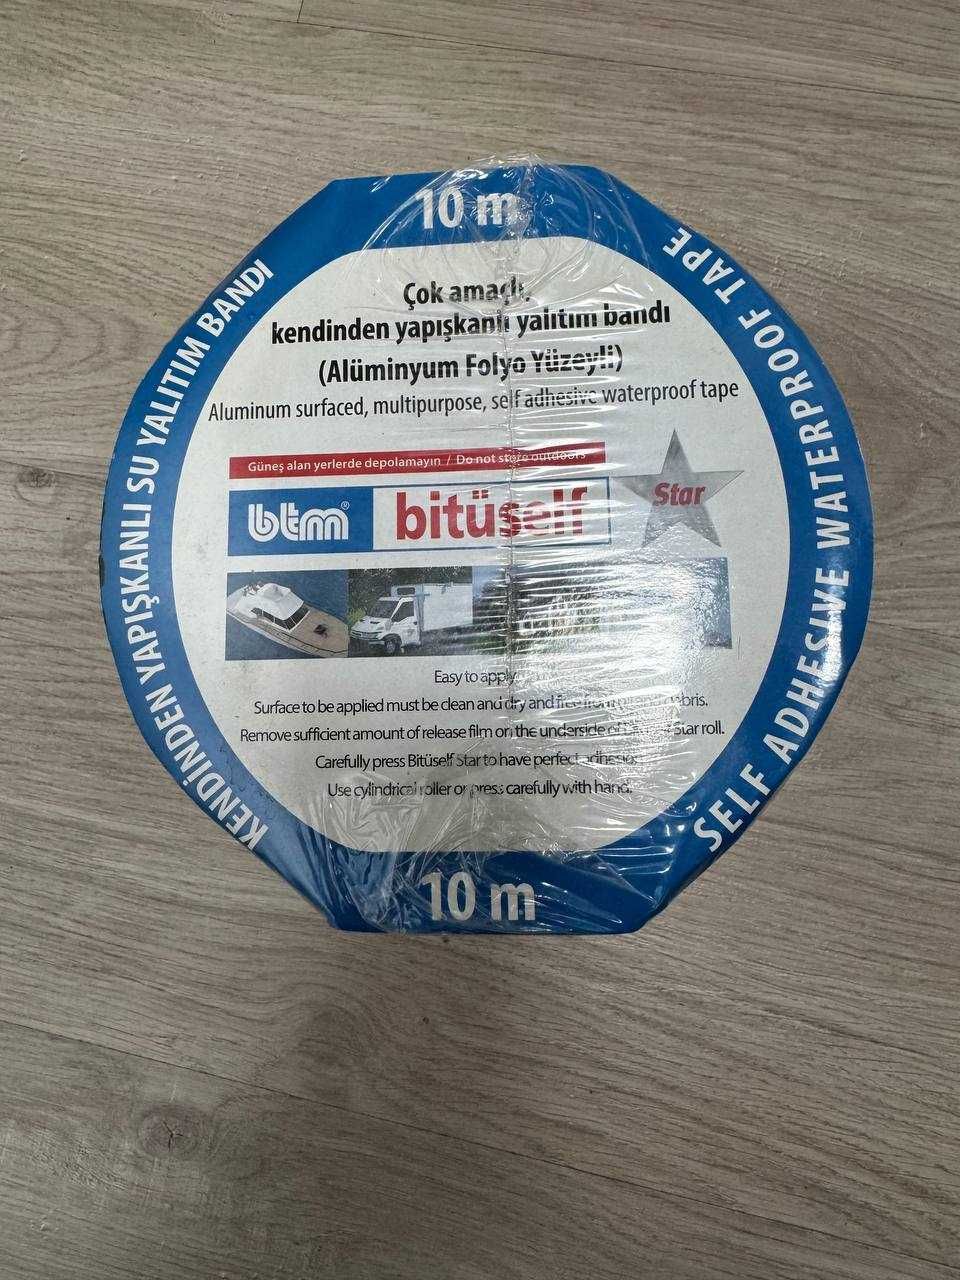 10 m
KENDİNDEN YAPIŞKANLI SU YALITIM BANDI
SELF ADHESIVE WATERPROOF TAPE
Çok amaçlı,
kendinden yapışkanlı yalıtım bandı
(Alüminyum Folyo Yüzeyli)
Aluminum surfaced, multipurpose, self adhesive waterproof tape
Güneş alan yerlerde depolamayın / Do not store outdoors
btm® bitüself Star
Easy to apply
Surface to be applied must be clean and dry and free from debris.
Remove sufficient amount of release film on the underside of Star roll.
Carefully press Bitüself Star to have perfect adhesion
Use cylindrical roller or press carefully with hand.
10 m